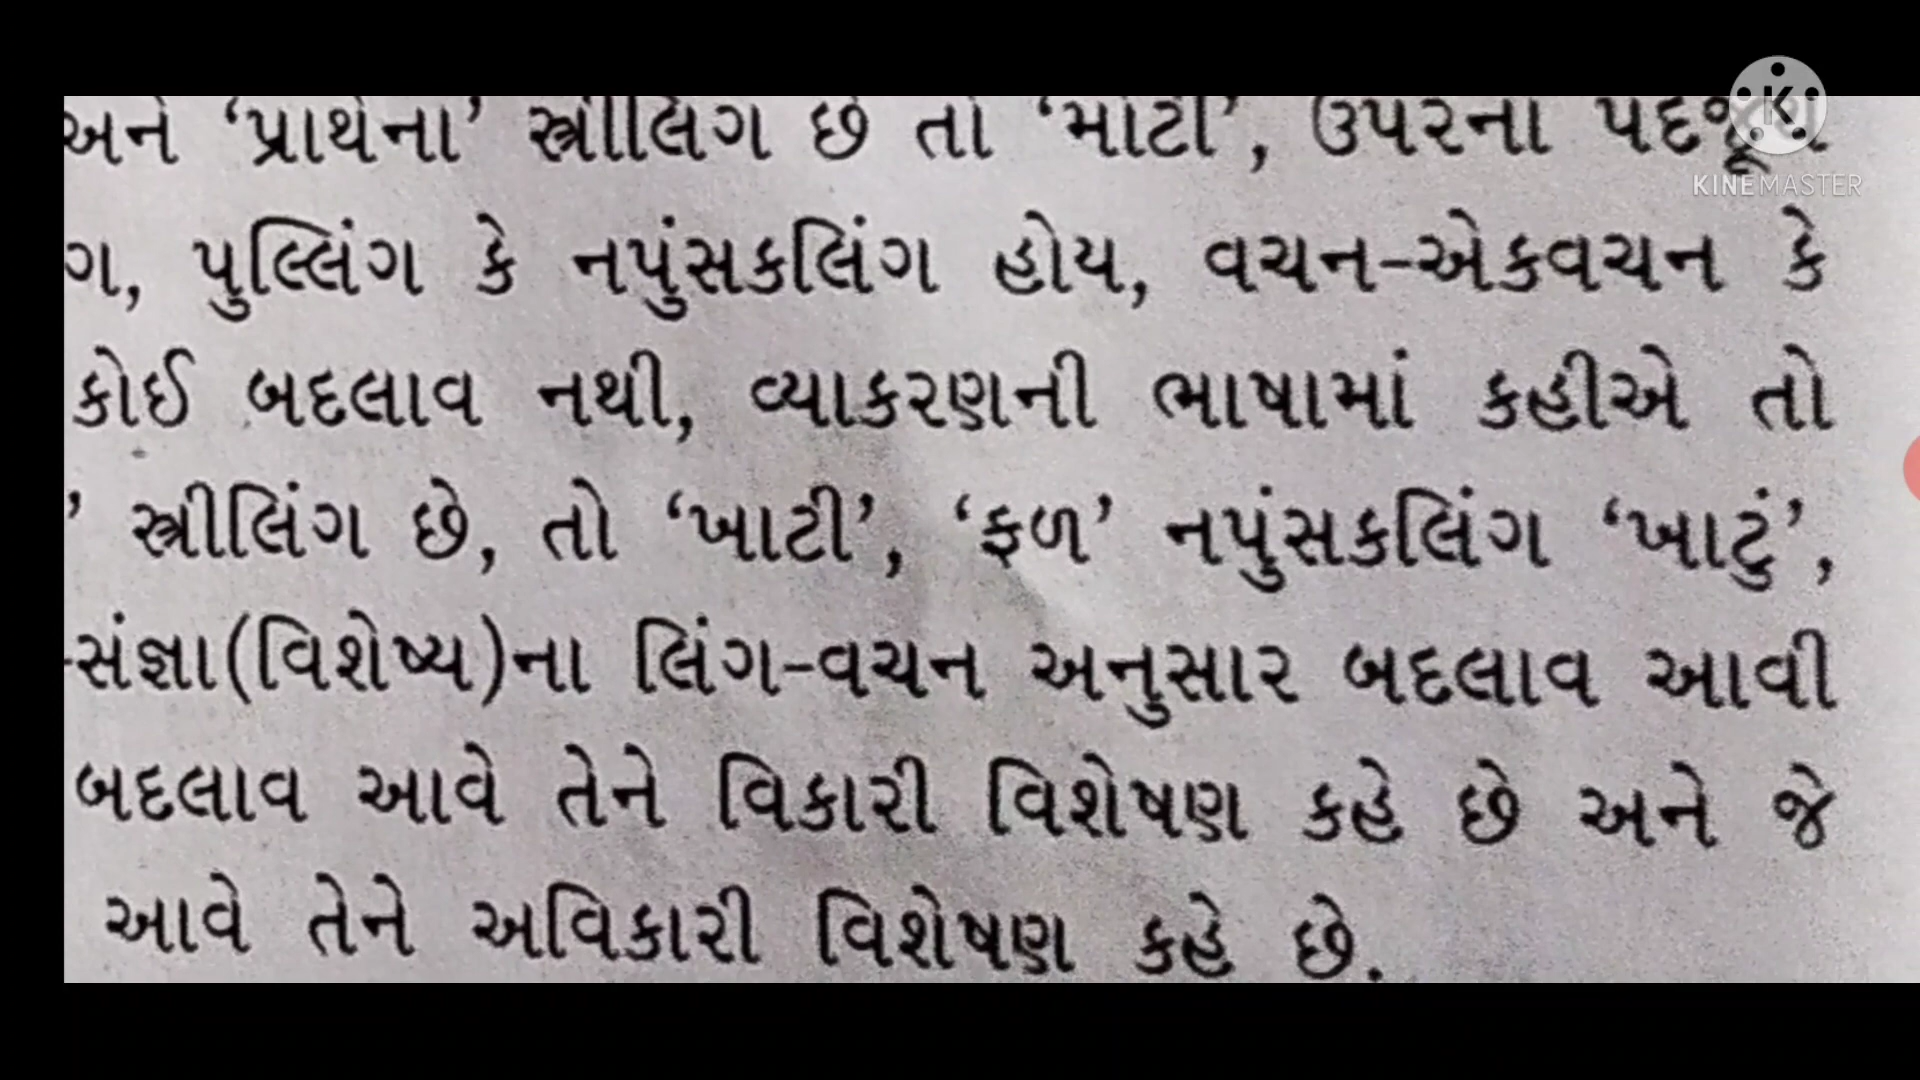 અને ‘પ્રાર્થના’ સ્ત્રીલિંગ છે તો ‘મોટી’, ઉપરના
KINEMASTER
ગ, પુલ્લિંગ કે નપુંસકલિંગ હોય, વચન-એકવચન કે
કોઈ બદલાવ નથી, વ્યાકરણની ભાષામાં કહીએ તો
’ સ્ત્રીલિંગ છે, તો ‘ખાટી’, ‘ફળ’ નપુંસકલિંગ ‘ખાટું’,
-સંજ્ઞા(વિશેષ્ય)ના લિંગ-વચન અનુસાર બદલાવ આવી
બદલાવ આવે તેને વિકારી વિશેષણ કહે છે અને જે
આવે તેને અવિકારી વિશેષણ કહે છે.